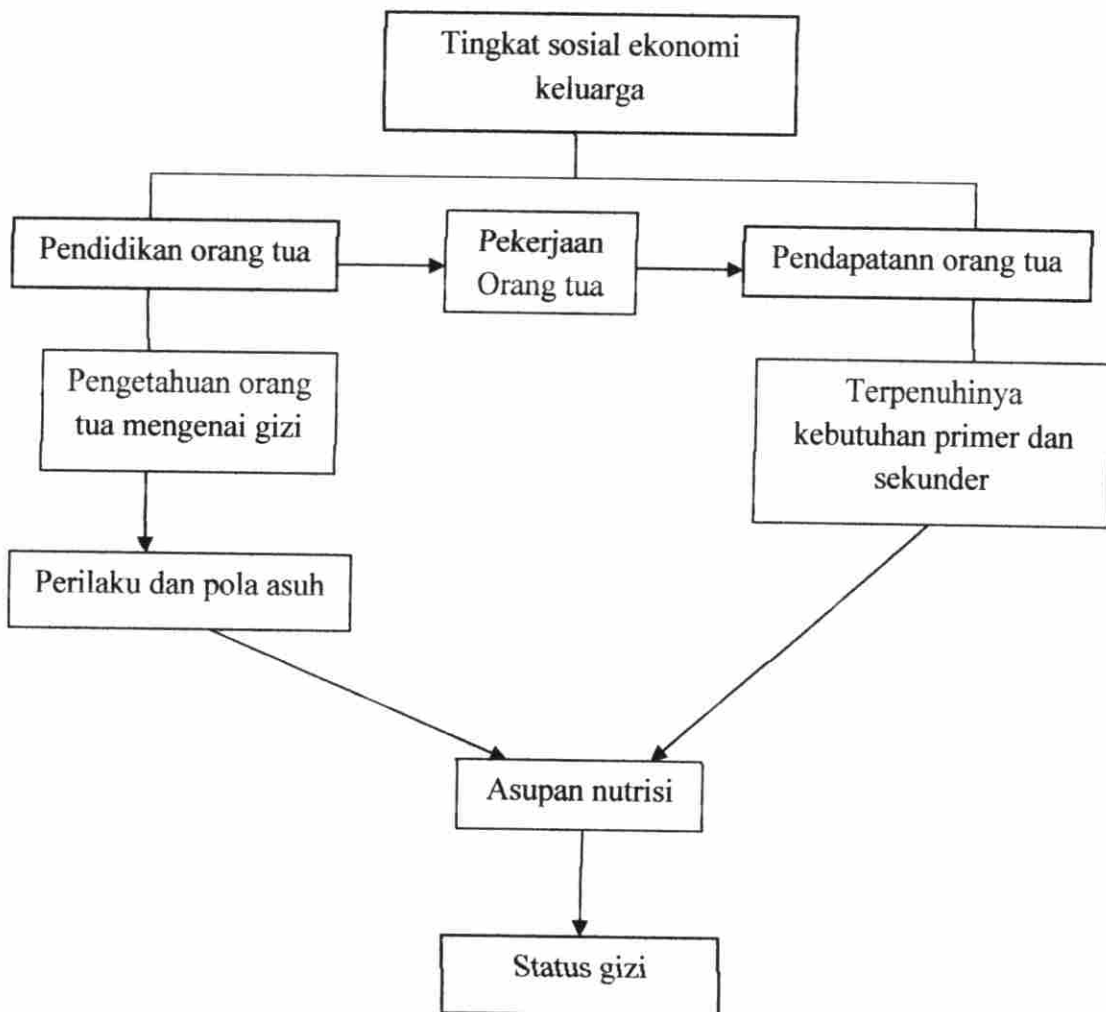 Tingkat sosial ekonomi
keluarga
Pendidikan orang tua
Pekerjaan
Orang tua
Pendapatann orang tua
Pengetahuan orang
tua mengenai gizi
Terpenuhinya
kebutuhan primer dan
sekunder
Perilaku dan pola asuh
Asupan nutrisi
Status gizi